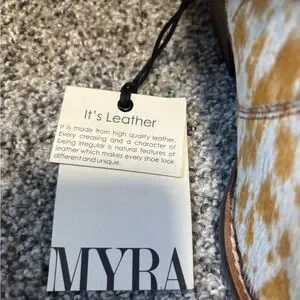 It's Leather
It is made from high quality leather.
Every creasing and a character of
being irregular is natural features of
leather which makes every shoe look
different and unique.
MYRA